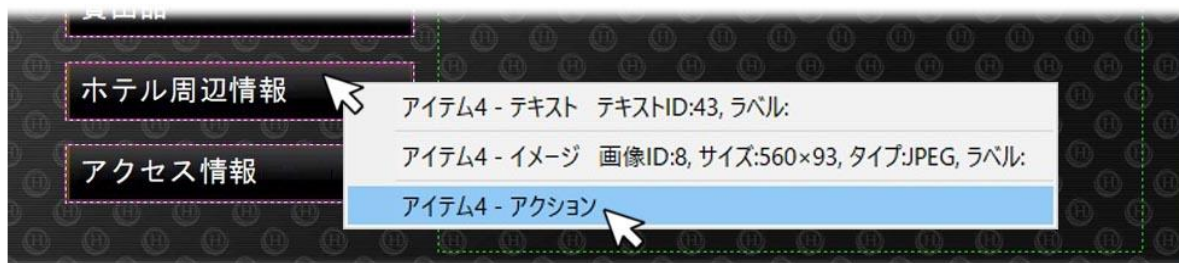 貸出品
ホテル周辺情報
アイテム4 - テキスト テキストID:43, ラベル:
アイテム4 - イメージ 画像ID:8, サイズ:560×93, タイプ:JPEG, ラベル:
アクセス情報
アイテム4 - アクション